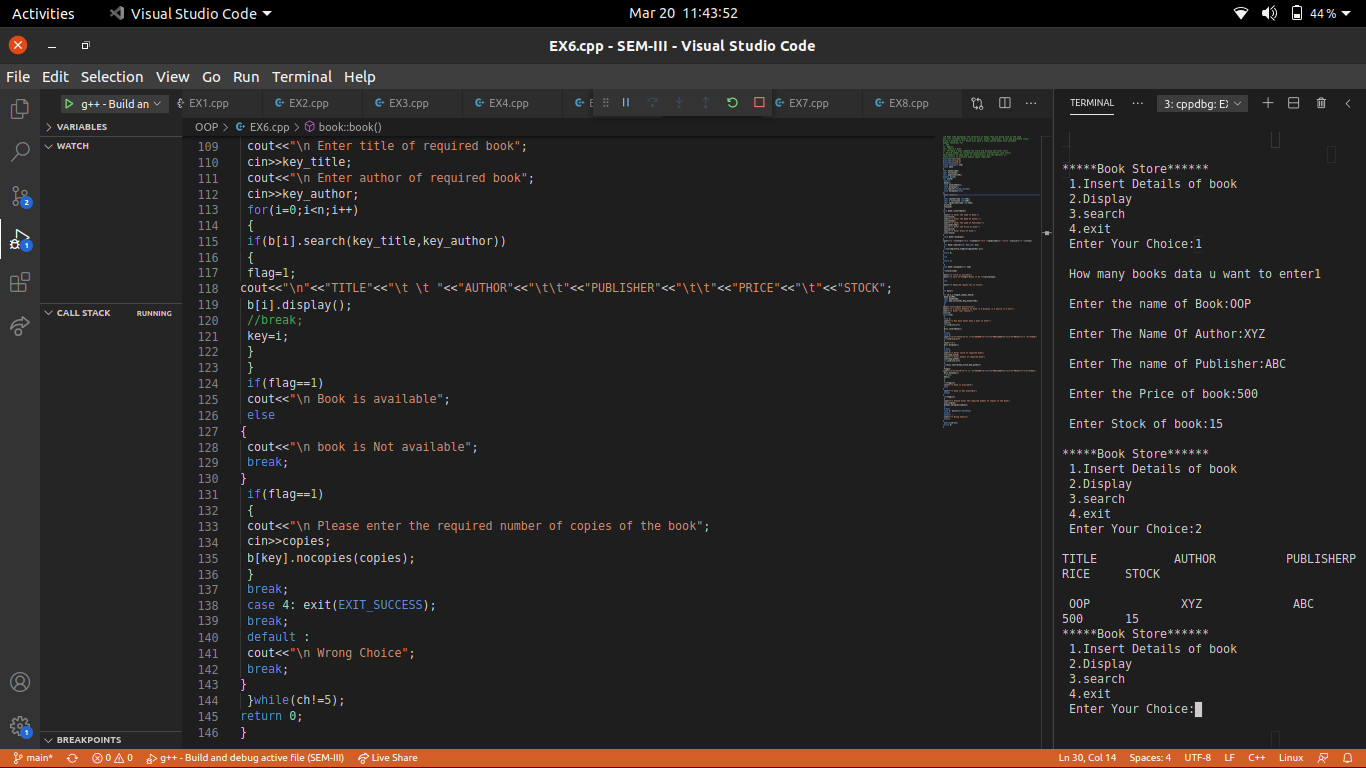 Activities
Visual Studio Code
Mar 20 11:43:52
44 %
EX6.cpp - SEM-III - Visual Studio Code
File Edit Selection View Go Run Terminal Help
g++ - Build an
EX1.cpp
EX2.cpp
EX3.cpp
EX4.cpp
EX7.cpp
EX8.cpp
TERMINAL
3: cppdbg: E
VARIABLES
WATCH
CALL STACK
RUNNING
BREAKPOINTS
2
1
1
OOP > EX6.cpp > book::book()
109 cout<<"\n Enter title of required book";
110 cin>>key_title;
111 cout<<"\n Enter author of required book";
112 cin>>key_author;
113 for(i=0;i<n;i++)
114 {
115 if(b[i].search(key_title,key_author))
116 {
117 flag=1;
118 cout<<"\n"<<"TITLE"<<"\t \t "<<"AUTHOR"<<"\t\t"<<"PUBLISHER"<<"\t\t"<<"PRICE"<<"\t"<<"STOCK";
119 b[i].display();
120 //break;
121 key=i;
122 }
123 }
124 if(flag==1)
125 cout<<"\n Book is available";
126 else
127 {
128 cout<<"\n book is Not available";
129 break;
130 }
131 if(flag==1)
132 {
133 cout<<"\n Please enter the required number of copies of the book";
134 cin>>copies;
135 b[key].nocopies(copies);
136 }
137 break;
138 case 4: exit(EXIT_SUCCESS);
139 break;
140 default :
141 cout<<"\n Wrong Choice";
142 break;
143 }
144 }while(ch!=5);
145 return 0;
146 }
*****Book Store******
1.Insert Details of book
2.Display
3.search
4.exit
Enter Your Choice:1
How many books data u want to enter1
Enter the name of Book:OOP
Enter The Name Of Author:XYZ
Enter The name of Publisher:ABC
Enter the Price of book:500
Enter Stock of book:15
*****Book Store******
1.Insert Details of book
2.Display
3.search
4.exit
Enter Your Choice:2
TITLE AUTHOR PUBLISHERP
RICE STOCK
OOP XYZ ABC
500 15
*****Book Store******
1.Insert Details of book
2.Display
3.search
4.exit
Enter Your Choice:
main* 0 0 g++ - Build and debug active file (SEM-III) Live Share
Ln 30, Col 14 Spaces: 4 UTF-8 LF C++ Linux